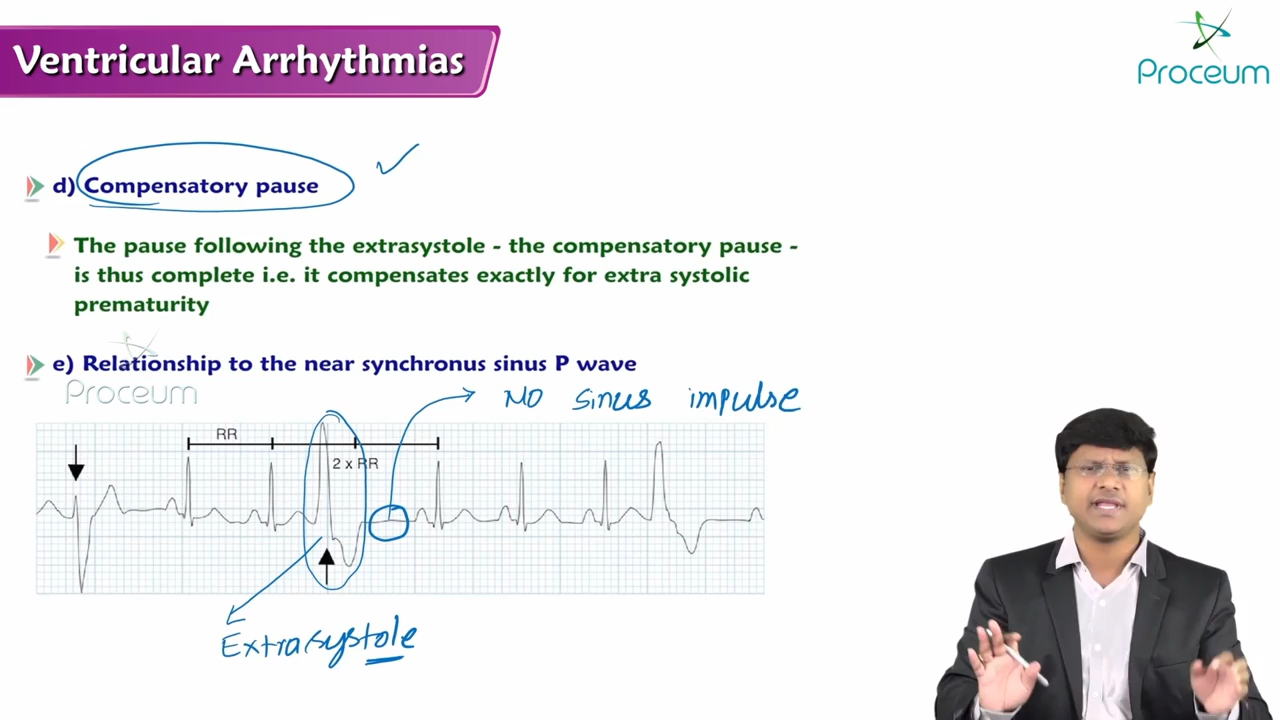 Ventricular Arrhythmias
Proceum
d) Compensatory pause
The pause following the extrasystole - the compensatory pause -
is thus complete i.e. it compensates exactly for extra systolic
prematurity
e) Relationship to the near synchronus sinus P wave
Proceum
No sinus impulse
RR
2 x RR
Extrasystole